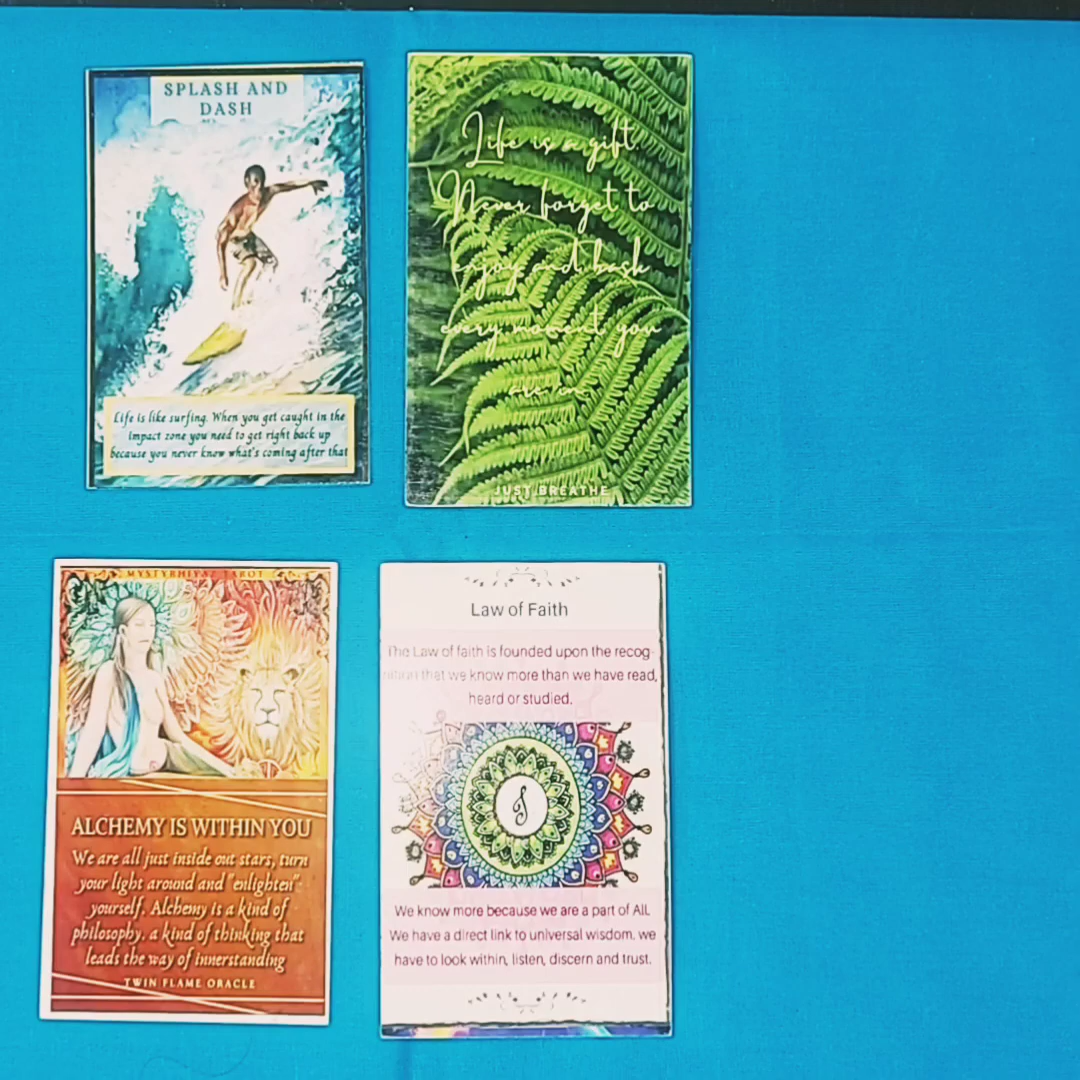 SPLASH AND
DASH
Life is like surfing. When you get caught in the
impact zone you need to get right back up
because you never know what's coming after that
Life is a gift
Never forget to
enjoy and bask
every moment you
are in
JUST BREATHE
MYSTYRHIYAZ TAROT
ALCHEMY IS WITHIN YOU
We are all just inside out stars, turn
your light around and "enlighten"
yourself. Alchemy is a kind of
philosophy, a kind of thinking that
leads the way of innerstanding
TWIN FLAME ORACLE
Law of Faith
The Law of faith is founded upon the recog-
nition that we know more than we have read,
heard or studied.
We know more because we are a part of All.
We have a direct link to universal wisdom. we
have to look within, listen, discern and trust.